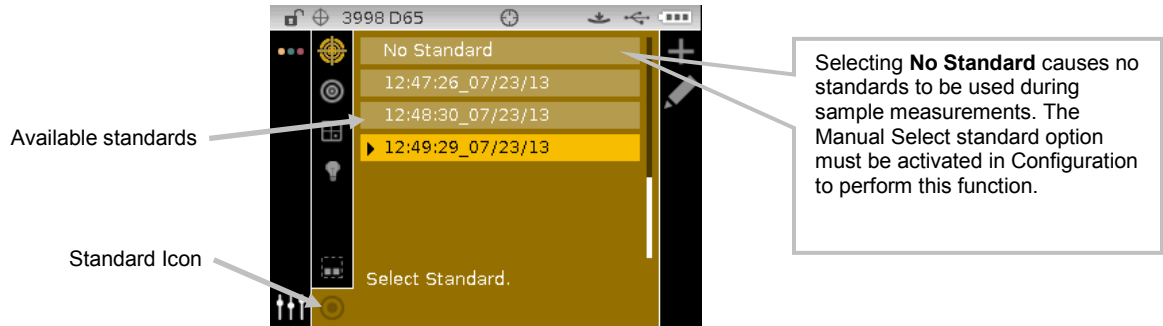 3998 D65
No Standard
12:47:26_07/23/13
12:48:30_07/23/13
12:49:29_07/23/13
Select Standard.
Available standards
Standard Icon
Selecting No Standard causes no
standards to be used during
sample measurements. The
Manual Select standard option
must be activated in Configuration
to perform this function.